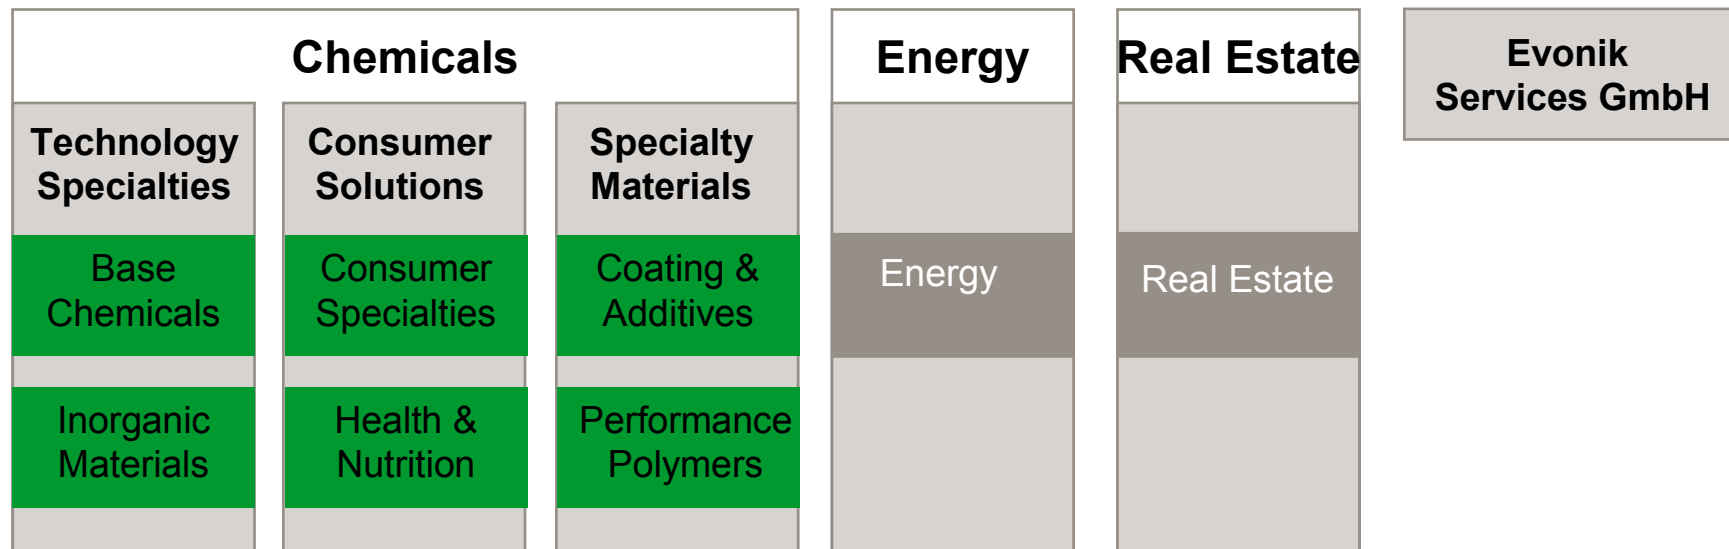 Chemicals
Energy
Real Estate
Evonik
Services GmbH
Technology
Specialties
Consumer
Solutions
Specialty
Materials
Base
Chemicals
Consumer
Specialties
Coating &
Additives
Energy
Real Estate
Inorganic
Materials
Health &
Nutrition
Performance
Polymers